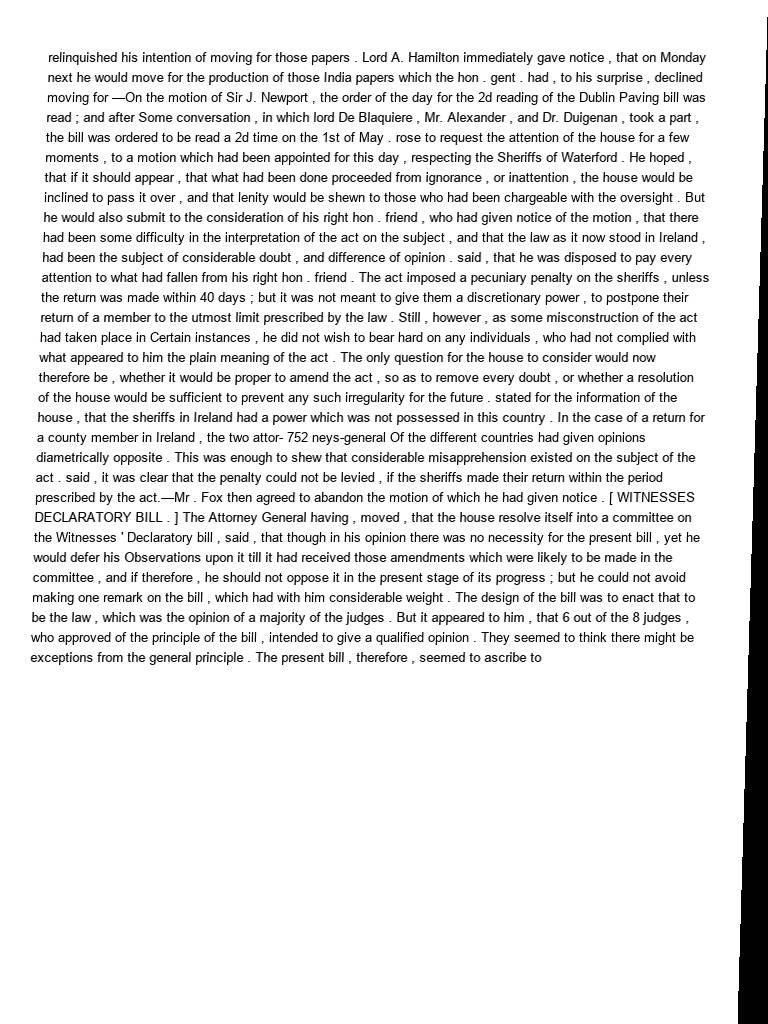 relinquished his intention of moving for those papers . Lord A. Hamilton immediately gave notice , that on Monday
next he would move for the production of those India papers which the hon . gent . had , to his surprise , declined
moving for —On the motion of Sir J. Newport , the order of the day for the 2d reading of the Dublin Paving bill was
read ; and after Some conversation , in which lord De Blaquiere , Mr. Alexander , and Dr. Duigenan , took a part ,
the bill was ordered to be read a 2d time on the 1st of May . rose to request the attention of the house for a few
moments , to a motion which had been appointed for this day , respecting the Sheriffs of Waterford . He hoped ,
that if it should appear , that what had been done proceeded from ignorance , or inattention , the house would be
inclined to pass it over , and that lenity would be shewn to those who had been chargeable with the oversight . But
he would also submit to the consideration of his right hon . friend , who had given notice of the motion , that there
had been some difficulty in the interpretation of the act on the subject , and that the law as it now stood in Ireland ,
had been the subject of considerable doubt , and difference of opinion . said , that he was disposed to pay every
attention to what had fallen from his right hon . friend . The act imposed a pecuniary penalty on the sheriffs , unless
the return was made within 40 days ; but it was not meant to give them a discretionary power , to postpone their
return of a member to the utmost limit prescribed by the law . Still , however , as some misconstruction of the act
had taken place in Certain instances , he did not wish to bear hard on any individuals , who had not complied with
what appeared to him the plain meaning of the act . The only question for the house to consider would now
therefore be , whether it would be proper to amend the act , so as to remove every doubt , or whether a resolution
of the house would be sufficient to prevent any such irregularity for the future . stated for the information of the
house , that the sheriffs in Ireland had a power which was not possessed in this country . In the case of a return for
a county member in Ireland , the two attor- 752 neys-general Of the different countries had given opinions
diametrically opposite . This was enough to shew that considerable misapprehension existed on the subject of the
act . said , it was clear that the penalty could not be levied , if the sheriffs made their return within the period
prescribed by the act.—Mr . Fox then agreed to abandon the motion of which he had given notice . [ WITNESSES
DECLARATORY BILL . ] The Attorney General having , moved , that the house resolve itself into a committee on
the Witnesses ' Declaratory bill , said , that though in his opinion there was no necessity for the present bill , yet he
would defer his Observations upon it till it had received those amendments which were likely to be made in the
committee , and if therefore , he should not oppose it in the present stage of its progress ; but he could not avoid
making one remark on the bill , which had with him considerable weight . The design of the bill was to enact that to
be the law , which was the opinion of a majority of the judges . But it appeared to him , that 6 out of the 8 judges ,
who approved of the principle of the bill , intended to give a qualified opinion . They seemed to think there might be
exceptions from the general principle . The present bill , therefore , seemed to ascribe to